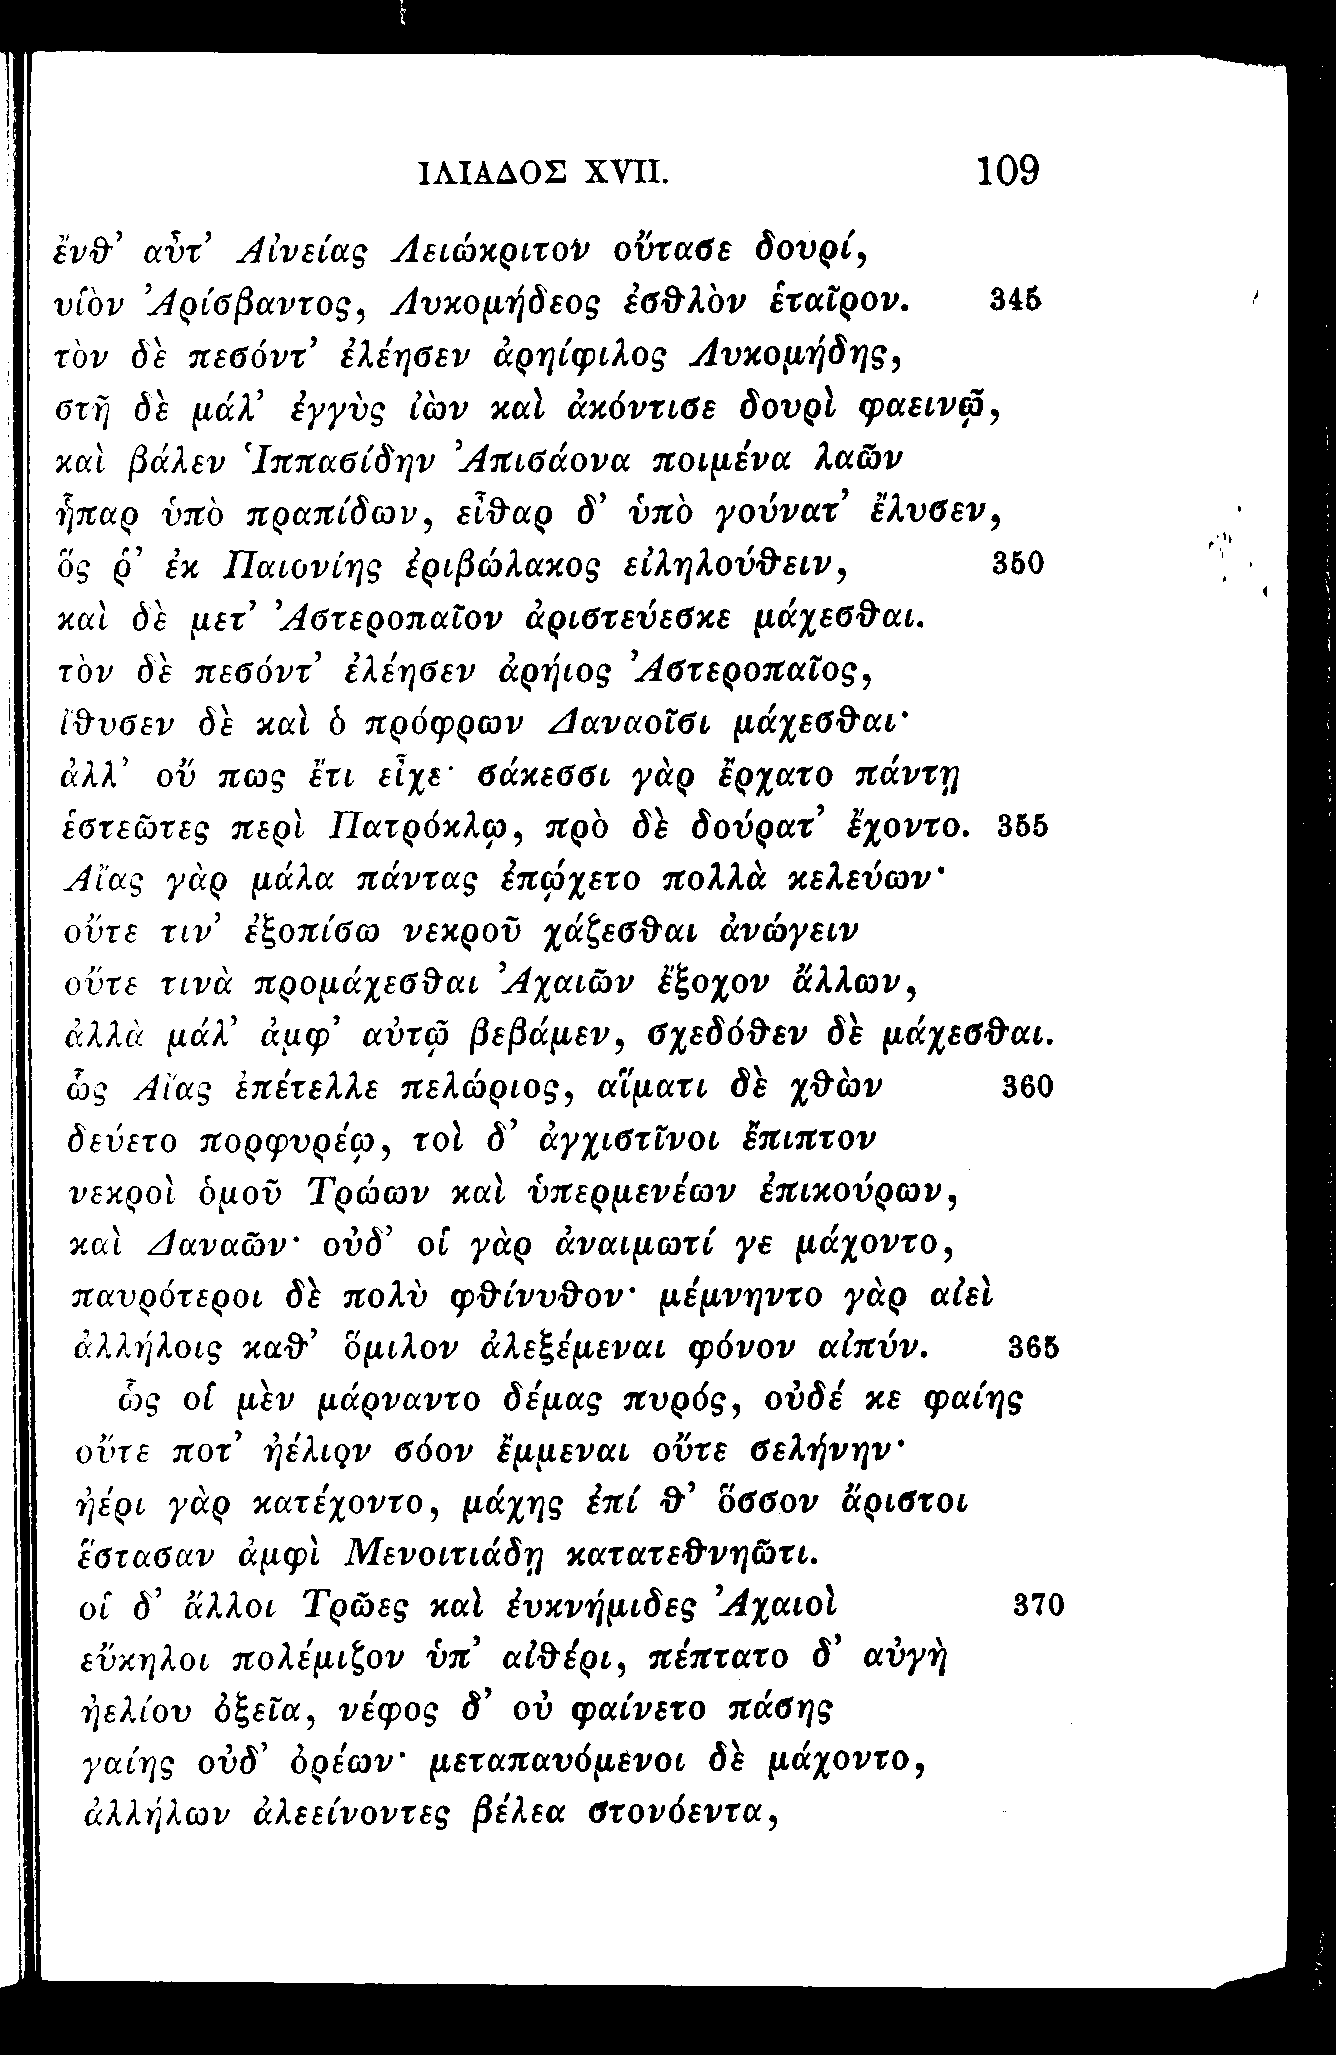 ΙΛΙΑΔΟΣ XVII. 109
ἔνθ’ αὖτ’ Αἰνείας Λειώκριτον οὔτασε δουρί,
υἱὸν Ἀρίσβαντος, Λυκομήδεος ἐσθλὸν ἑταῖρον. 345
τὸν δὲ πεσόντ’ ἐλέησεν ἀρηίφιλος Λυκομήδης,
στῆ δὲ μάλ’ ἐγγὺς ἰὼν καὶ ἀκόντισε δουρὶ φαεινῷ,
καὶ βάλεν Ἱππασίδην Ἀπισάονα ποιμένα λαῶν
ἧπαρ ὑπὸ πραπίδων, εἶθαρ δ’ ὑπὸ γούνατ’ ἔλυσεν,
ὅς ῥ’ ἐκ Παιονίης ἐριβώλακος εἰληλούθειν, 350
καὶ δὲ μετ’ Ἀστεροπαῖον ἀριστεύεσκε μάχεσθαι.
τὸν δὲ πεσόντ’ ἐλέησεν ἀρήιος Ἀστεροπαῖος,
ἴθυσεν δὲ καὶ ὁ πρόφρων Δαναοῖσι μάχεσθαι·
ἀλλ’ οὔ πως ἔτι εἶχε· σάκεσσι γὰρ ἔρχατο πάντῃ
ἑστεῶτες περὶ Πατρόκλῳ, πρὸ δὲ δούρατ’ ἔχοντο. 355
Αἴας γὰρ μάλα πάντας ἐπῴχετο πολλὰ κελεύων·
οὔτε τιν’ ἐξοπίσω νεκροῦ χάζεσθαι ἀνώγειν
οὔτε τινὰ προμάχεσθαι Ἀχαιῶν ἔξοχον ἄλλων,
ἀλλὰ μάλ’ ἀμφ’ αὐτῷ βεβάμεν, σχεδόθεν δὲ μάχεσθαι.
ὣς Αἴας ἐπέτελλε πελώριος, αἵματι δὲ χθὼν 360
δεύετο πορφυρέῳ, τοὶ δ’ ἀγχιστῖνοι ἔπιπτον
νεκροὶ ὁμοῦ Τρώων καὶ ὑπερμενέων ἐπικούρων,
καὶ Δαναῶν· οὐδ’ οἳ γὰρ ἀναιμωτί γε μάχοντο,
παυρότεροι δὲ πολὺ φθίνυθον· μέμνηντο γὰρ αἰεὶ
ἀλλήλοις καθ’ ὅμιλον ἀλεξέμεναι φόνον αἰπύν. 365
ὣς οἳ μὲν μάρναντο δέμας πυρός, οὐδέ κε φαίης
οὔτε ποτ’ ἠέλιον σόον ἔμμεναι οὔτε σελήνην·
ἠέρι γὰρ κατέχοντο, μάχης ἐπί θ’ ὅσσον ἄριστοι
ἕστασαν ἀμφὶ Μενοιτιάδῃ κατατεθνηῶτι.
οἳ δ’ ἄλλοι Τρῶες καὶ ἐυκνήμιδες Ἀχαιοὶ 370
εὔκηλοι πολέμιζον ὑπ’ αἰθέρι, πέπτατο δ’ αὐγὴ
ἠελίου ὀξεῖα, νέφος δ’ οὐ φαίνετο πάσης
γαίης οὐδ’ ὀρέων· μεταπαυόμενοι δὲ μάχοντο,
ἀλλήλων ἀλεείνοντες βέλεα στονόεντα,